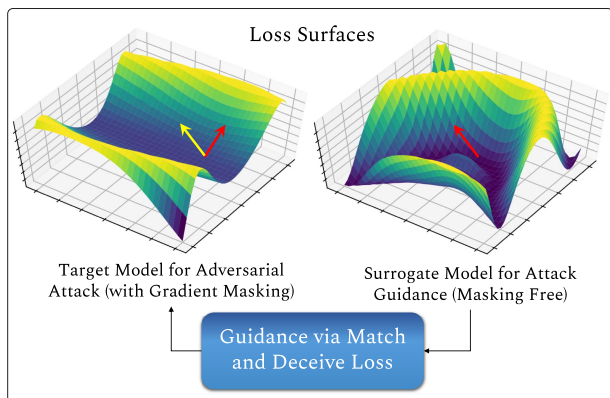 Loss Surfaces
Target Model for Adversarial
Attack (with Gradient Masking)
Surrogate Model for Attack
Guidance (Masking Free)
Guidance via Match
and Deceive Loss